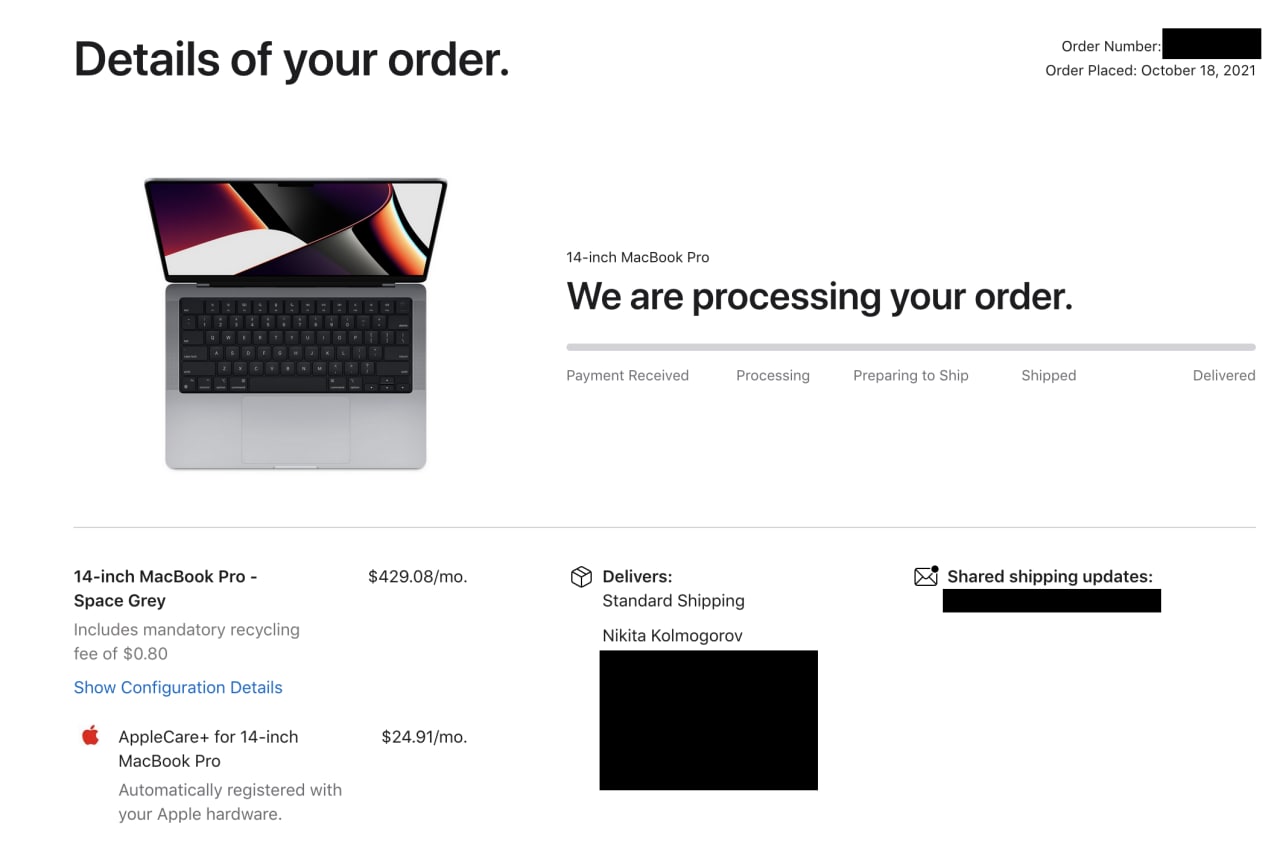 Details of your order.
Order Number:
Order Placed: October 18, 2021
14-inch MacBook Pro
We are processing your order.
Payment Received Processing Preparing to Ship Shipped Delivered
14-inch MacBook Pro -
Space Grey
$429.08/mo.
Includes mandatory recycling
fee of $0.80
Show Configuration Details
AppleCare+ for 14-inch
MacBook Pro
$24.91/mo.
Automatically registered with
your Apple hardware.
Delivers:
Standard Shipping
Nikita Kolmogorov
Shared shipping updates: